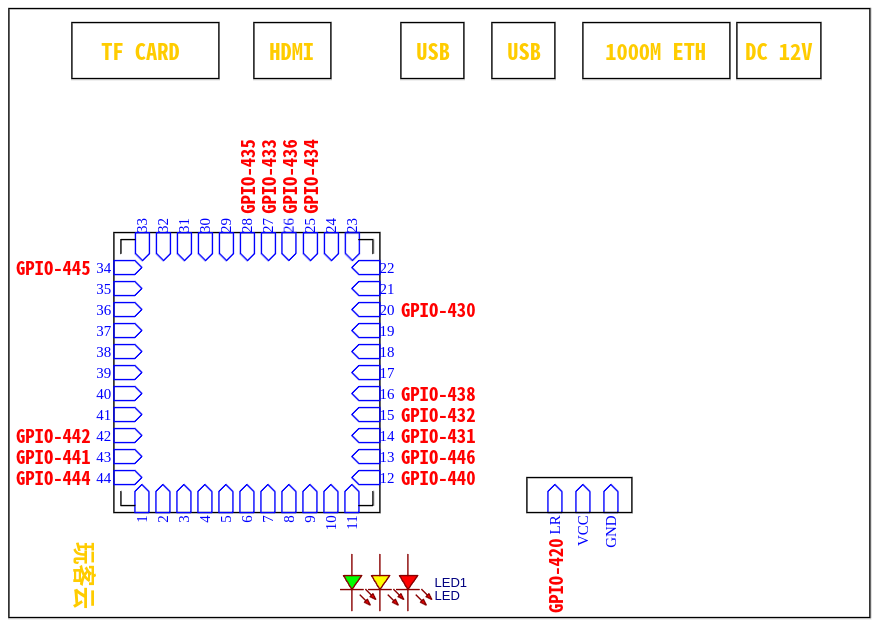 TF CARD
HDMI
USB
USB
1000M ETH
DC 12V
GPIO-435
GPIO-433
GPIO-436
GPIO-434
33
32
31
30
29
28
27
26
25
24
23
GPIO-445 34
35
36
37
38
39
40
41
GPIO-442 42
GPIO-441 43
GPIO-444 44
22
21
20 GPIO-430
19
18
17
16 GPIO-438
15 GPIO-432
14 GPIO-431
13 GPIO-446
12 GPIO-440
1
2
3
4
5
6
7
8
9
10
11
GPIO-420 LR
VCC
GND
玩客云
LED1
LED